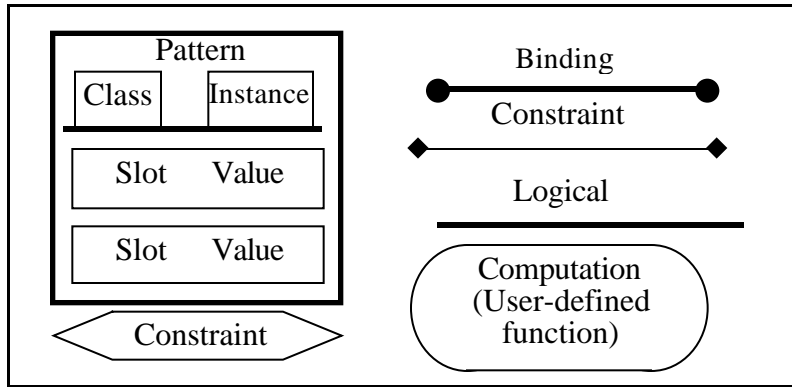 Pattern
Class Instance
Slot Value
Slot Value
Constraint
Binding
Constraint
Logical
Computation
(User-defined
function)